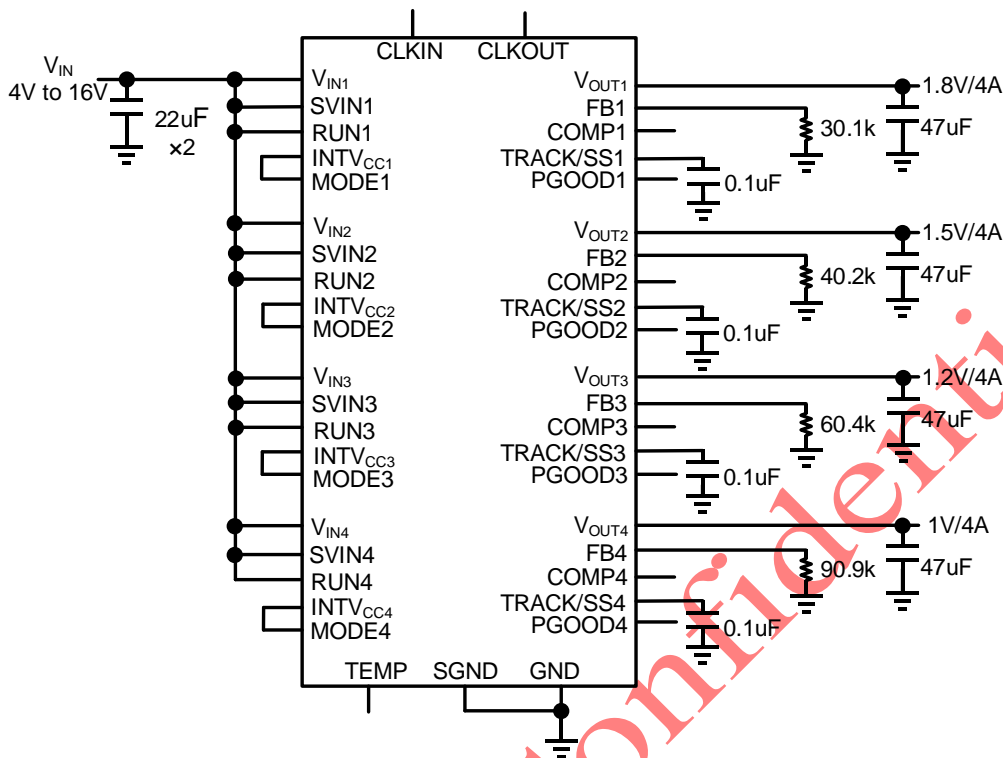 CLKIN CLKOUT
VIN
4V to 16V
22uF
×2
VIN1
SVIN1
RUN1
INTVCC1
MODE1
VIN2
SVIN2
RUN2
INTVCC2
MODE2
VIN3
SVIN3
RUN3
INTVCC3
MODE3
VIN4
SVIN4
RUN4
INTVCC4
MODE4
TEMP SGND GND
VOUT1
FB1
COMP1
TRACK/SS1
PGOOD1
VOUT2
FB2
COMP2
TRACK/SS2
PGOOD2
VOUT3
FB3
COMP3
TRACK/SS3
PGOOD3
VOUT4
FB4
COMP4
TRACK/SS4
PGOOD4
1.8V/4A
30.1k
47uF
0.1uF
1.5V/4A
40.2k
47uF
0.1uF
1.2V/4A
60.4k
47uF
0.1uF
1V/4A
90.9k
47uF
0.1uF
Confidenti